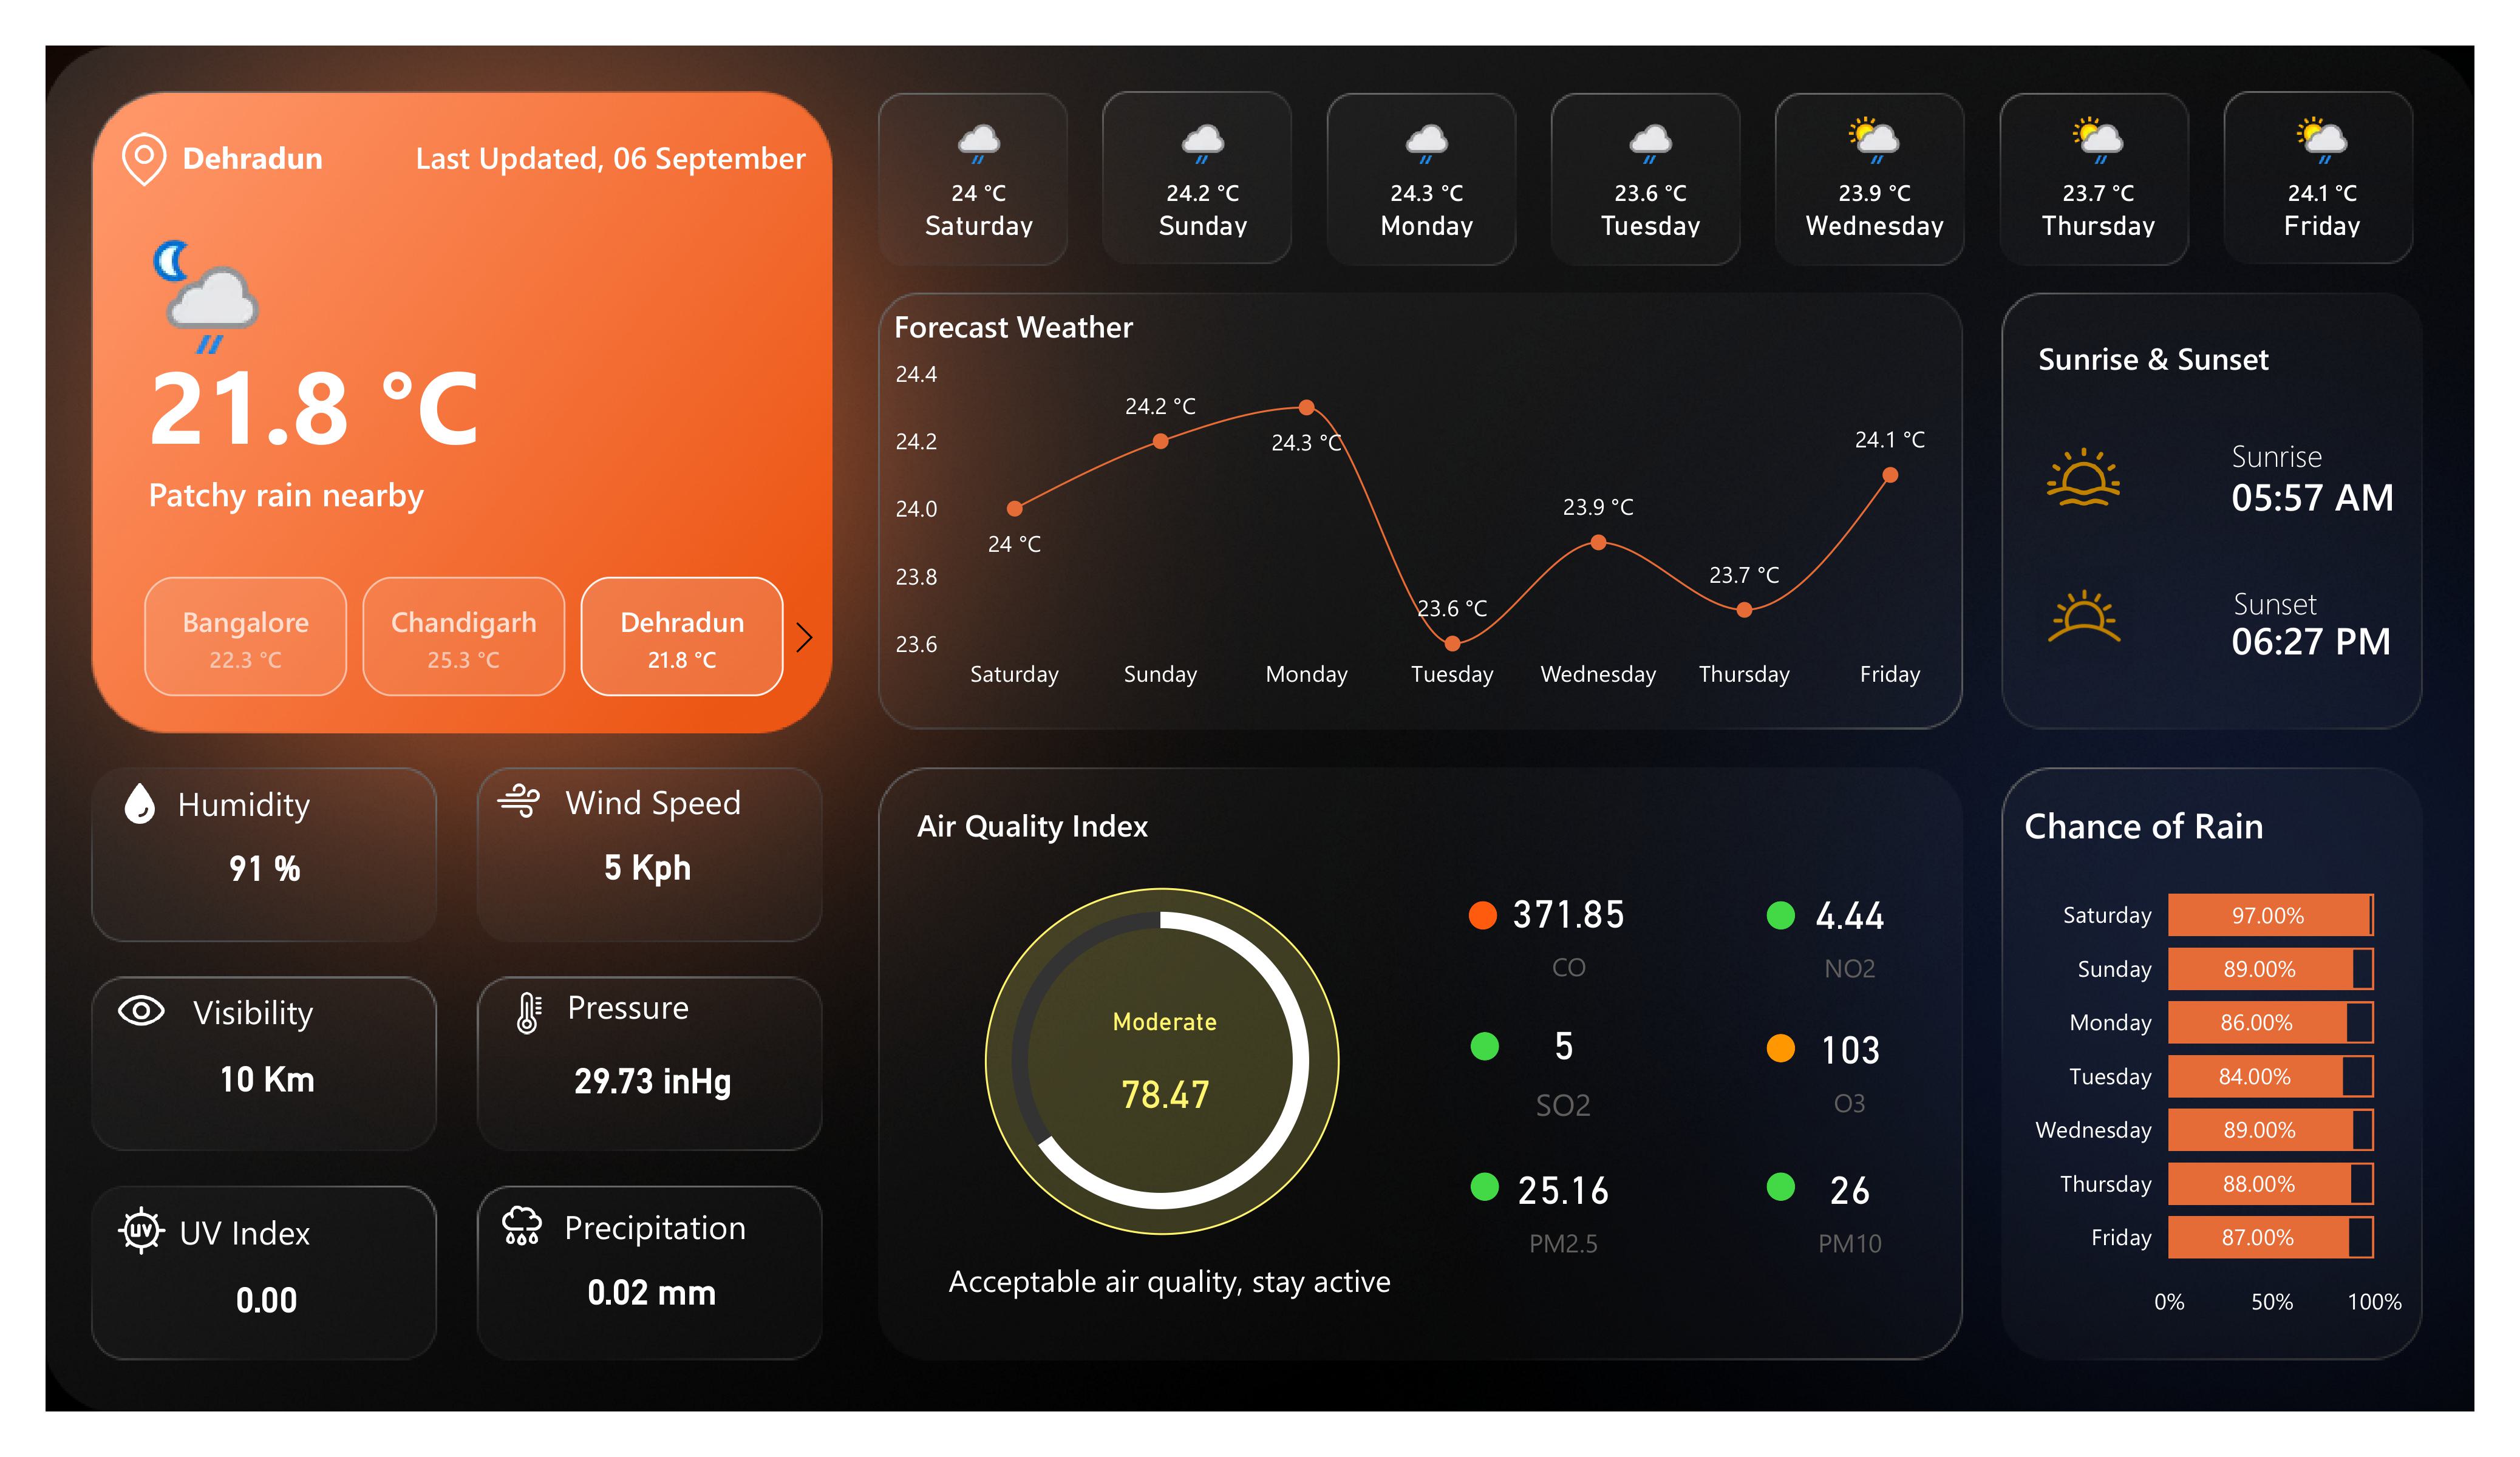 Dehradun
Last Updated, 06 September
21.8 °C
Patchy rain nearby
Bangalore
22.3 °C
Chandigarh
25.3 °C
Dehradun
21.8 °C
24 °C
Saturday
24.2 °C
Sunday
24.3 °C
Monday
23.6 °C
Tuesday
23.9 °C
Wednesday
23.7 °C
Thursday
24.1 °C
Friday
Forecast Weather
24.4
24.2
24.0
23.8
23.6
24 °C
24.2 °C
24.3 °C
23.6 °C
23.9 °C
23.7 °C
24.1 °C
Saturday
Sunday
Monday
Tuesday
Wednesday
Thursday
Friday
Sunrise & Sunset
Sunrise
05:57 AM
Sunset
06:27 PM
Humidity
91 %
Wind Speed
5 Kph
Visibility
10 Km
Pressure
29.73 inHg
UV
UV Index
0.00
Precipitation
0.02 mm
Air Quality Index
Moderate
78.47
Acceptable air quality, stay active
371.85
CO
4.44
NO2
5
SO2
103
O3
25.16
PM2.5
26
PM10
Chance of Rain
Saturday 97.00%
Sunday 89.00%
Monday 86.00%
Tuesday 84.00%
Wednesday 89.00%
Thursday 88.00%
Friday 87.00%
0% 50% 100%